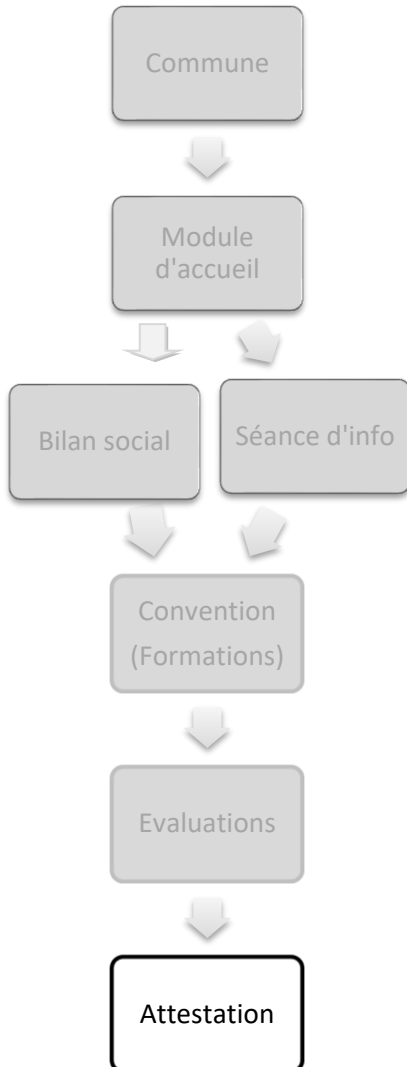 Commune
Module
d'accueil
Bilan social
Séance d'info
Convention
(Formations)
Evaluations
Attestation